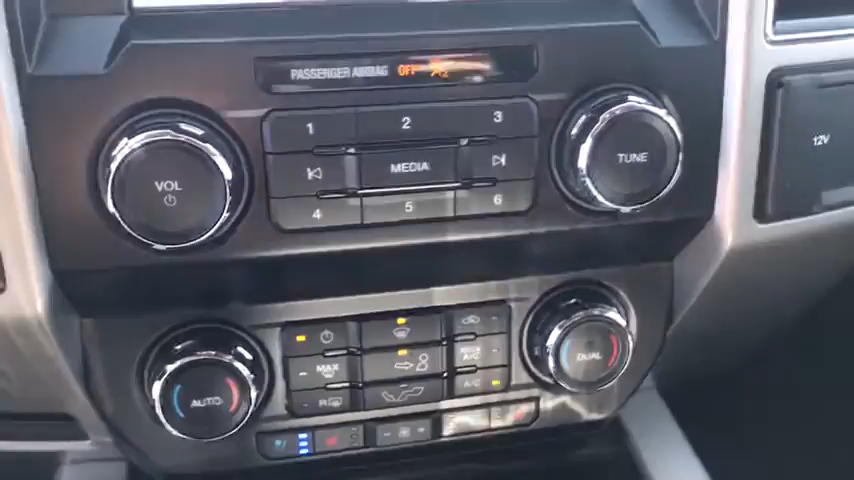 PASSENGER AIRBAG OFF
1 2 3
VOL MEDIA TUNE
4 5 6
12V
MAX
A/C
DUAL
R
A/C
AUTO